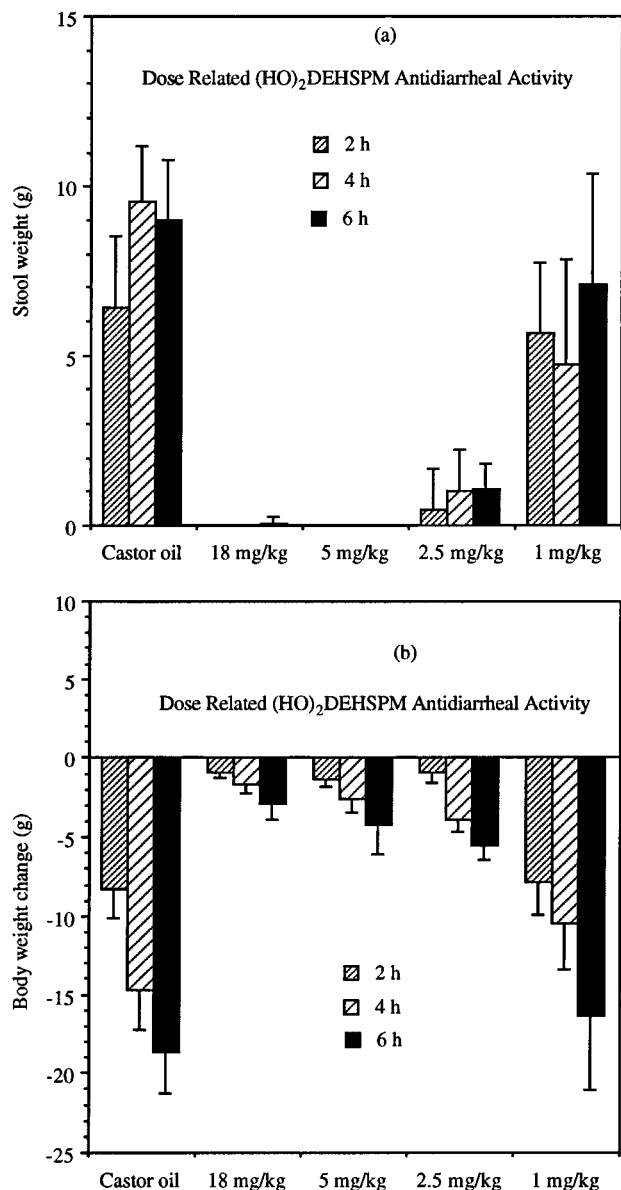 (a)
Dose Related (HO)₂DEHSPM Antidiarrheal Activity
2 h
4 h
6 h
Stool weight (g)
15
10
5
0
Castor oil 18 mg/kg 5 mg/kg 2.5 mg/kg 1 mg/kg
(b)
Dose Related (HO)₂DEHSPM Antidiarrheal Activity
Body weight change (g)
10
5
0
-5
-10
-15
-20
-25
2 h
4 h
6 h
Castor oil 18 mg/kg 5 mg/kg 2.5 mg/kg 1 mg/kg